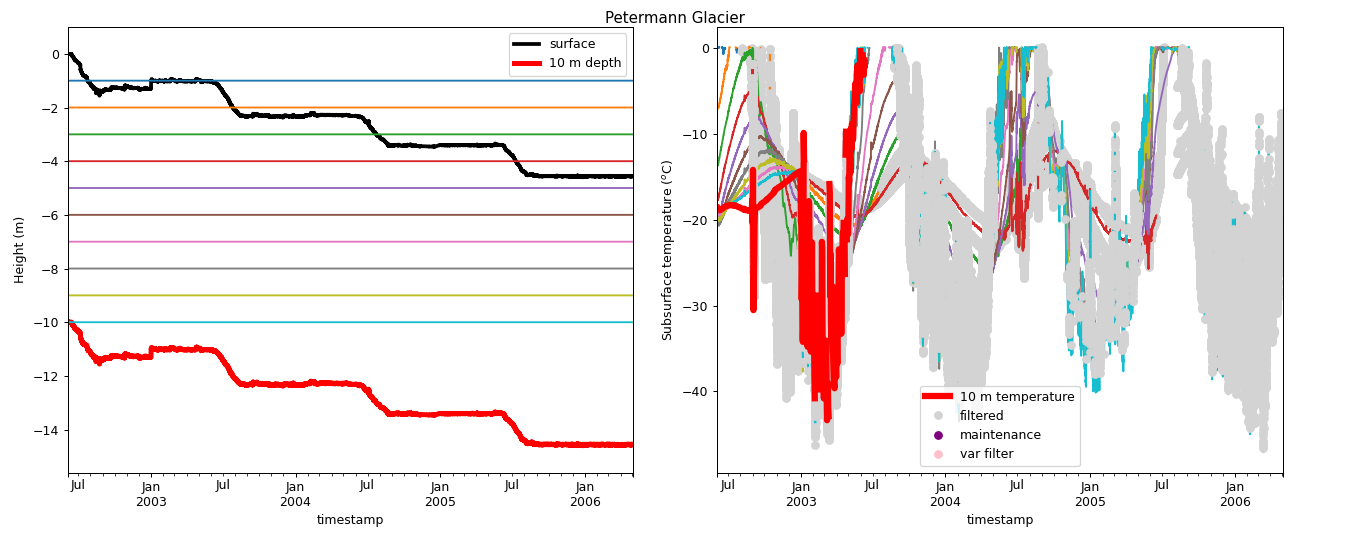 Petermann Glacier
surface
10 m depth
Height (m)
0
−2
−4
−6
−8
−10
−12
−14
Jul
Jan
2003
Jul
Jan
2004
Jul
Jan
2005
Jul
Jan
2006
timestamp
Subsurface temperature (°C)
0
−10
−20
−30
−40
10 m temperature
filtered
maintenance
var filter
Jul
Jan
2003
Jul
Jan
2004
Jul
Jan
2005
Jul
Jan
2006
timestamp